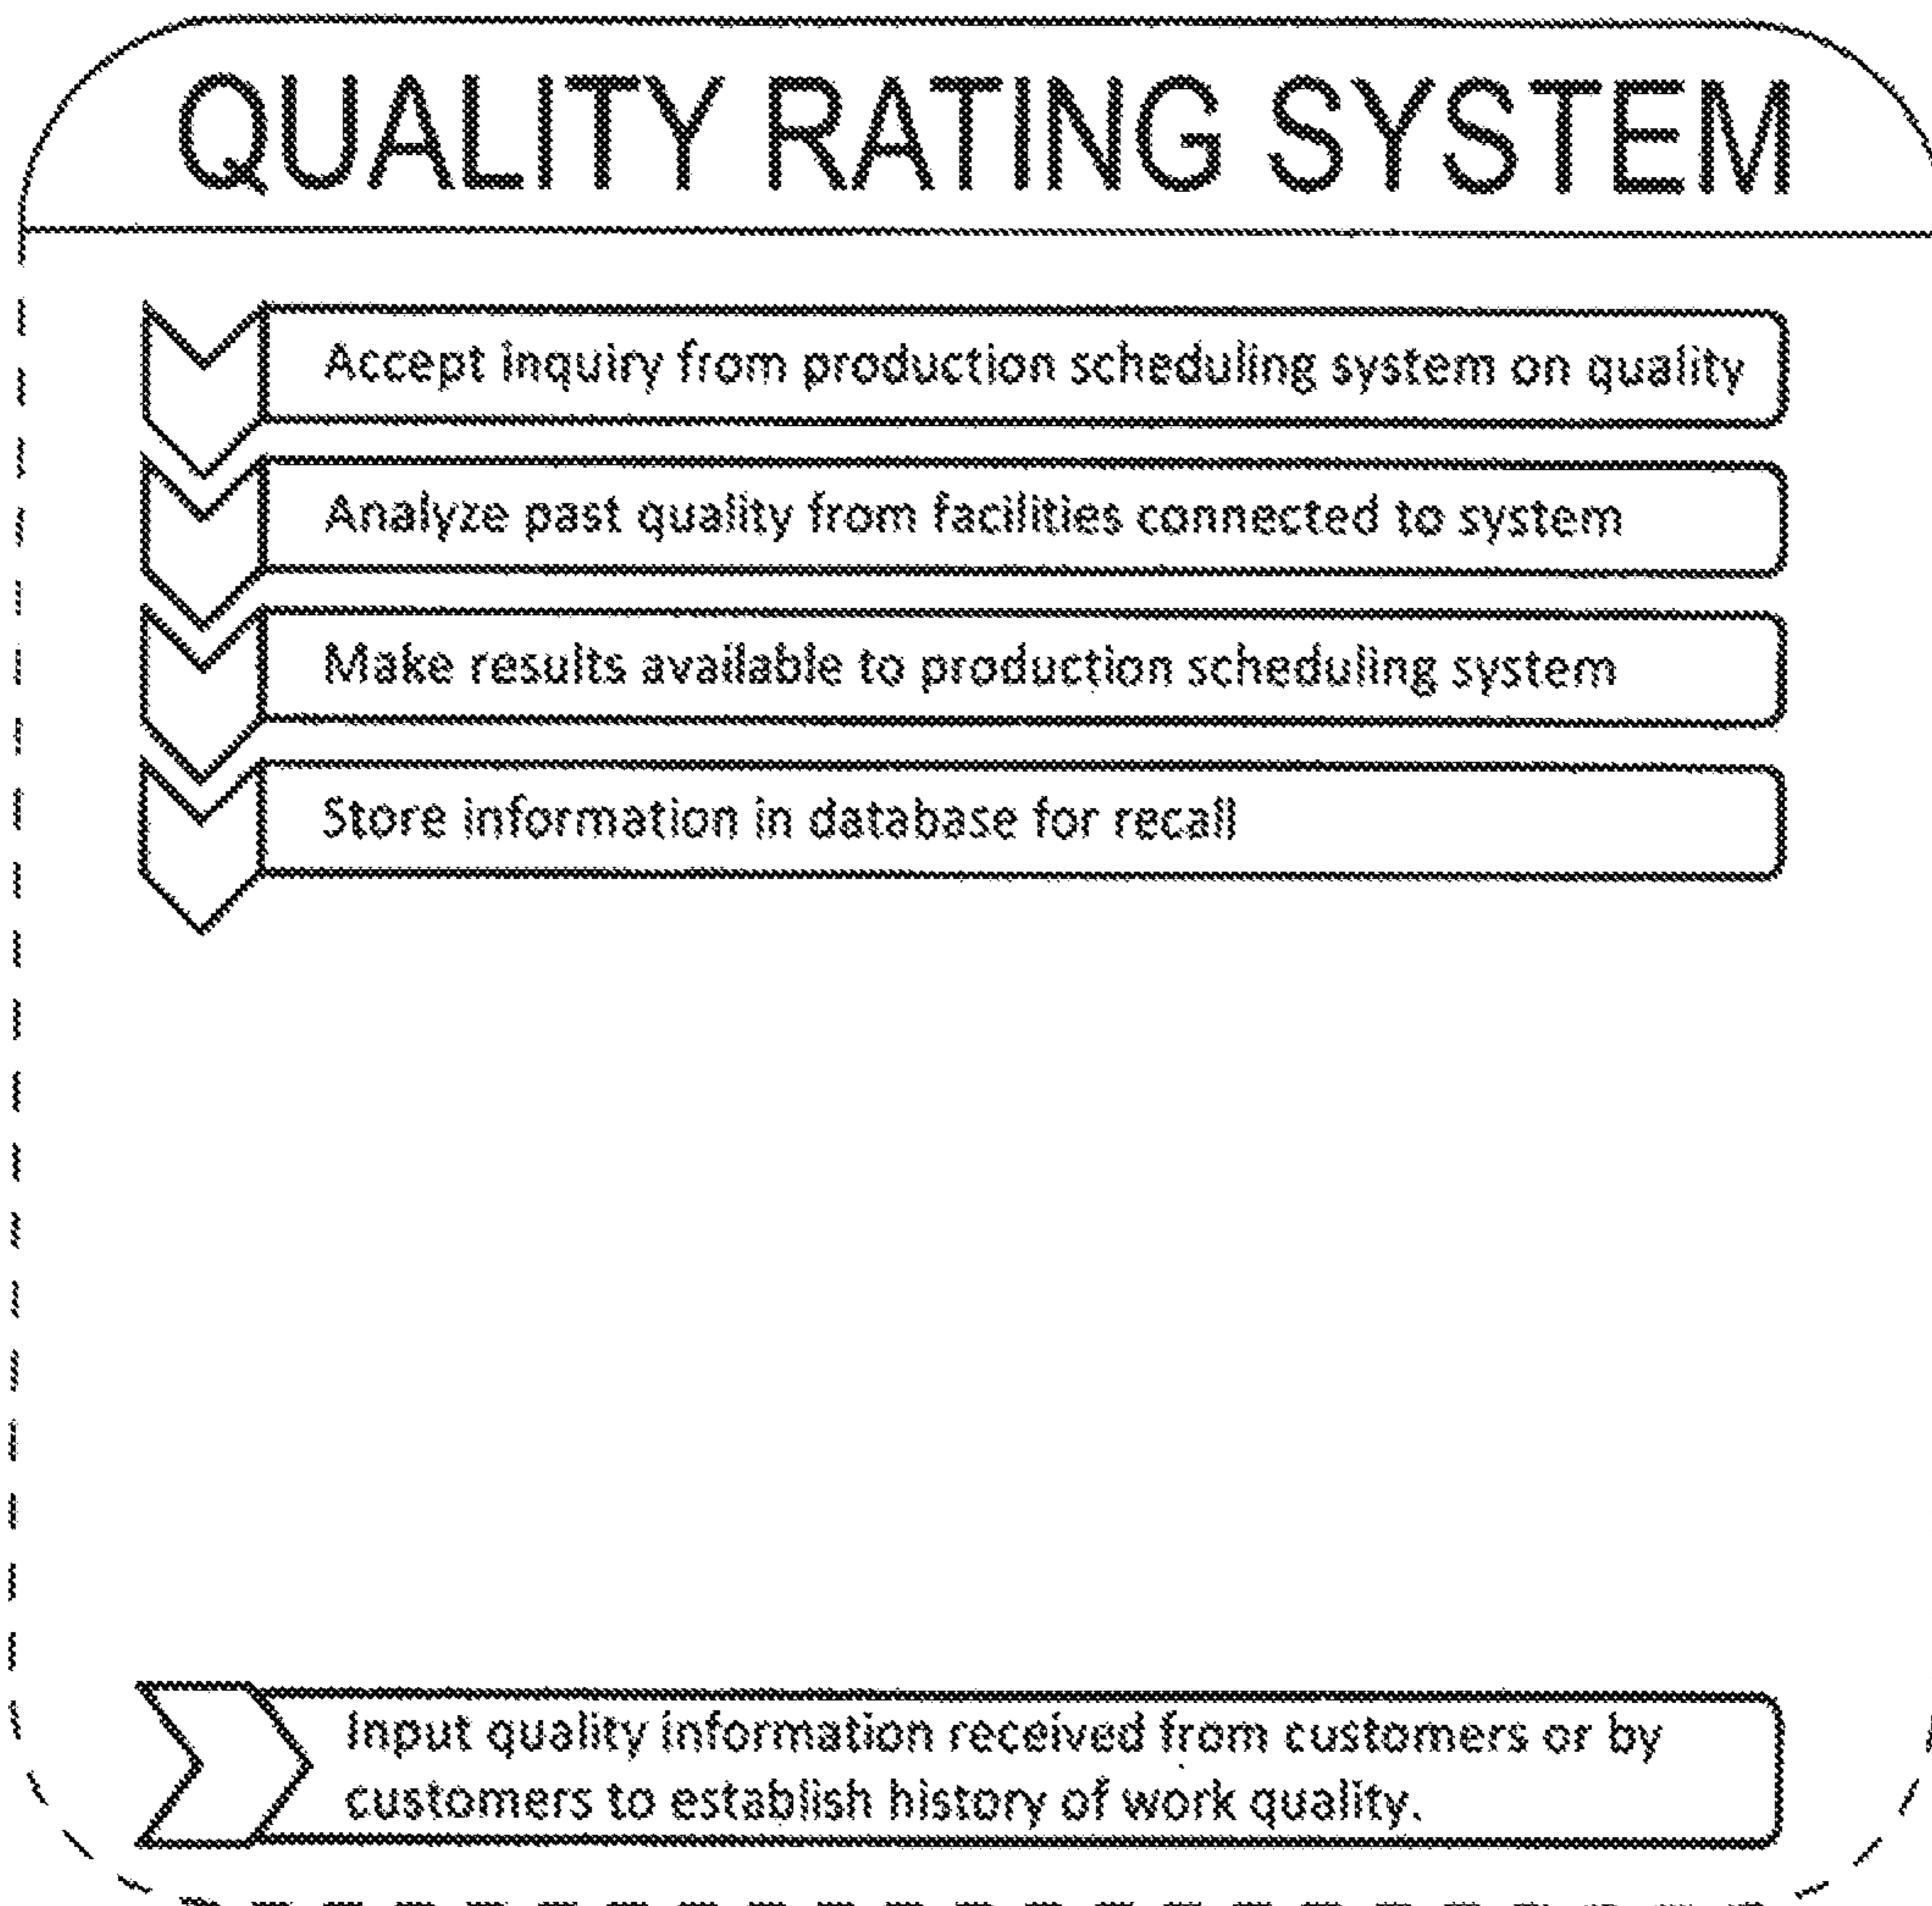 QUALITY RATING SYSTEM
Accept inquiry from production scheduling system on quality
Analyze past quality from facilities connected to system
Make results available to production scheduling system
Store information in database for recall
Input quality information received from customers or by
customers to establish history of work quality.